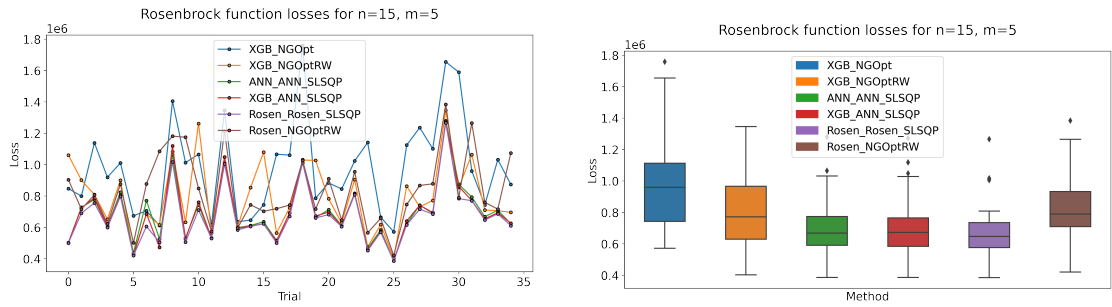 Rosenbrock function losses for n=15, m=5
1e6
1.8
1.6
1.4
1.2
1.0
0.8
0.6
0.4
Loss
XGB_NGOpt
XGB_NGOptRW
ANN_ANN_SLSQP
XGB_ANN_SLSQP
Rosen_Rosen_SLSQP
Rosen_NGOptRW
0 5 10 15 20 25 30 35
Trial
Rosenbrock function losses for n=15, m=5
1e6
1.8
1.6
1.4
1.2
1.0
0.8
0.6
0.4
Loss
XGB_NGOpt
XGB_NGOptRW
ANN_ANN_SLSQP
XGB_ANN_SLSQP
Rosen_Rosen_SLSQP
Rosen_NGOptRW
Method